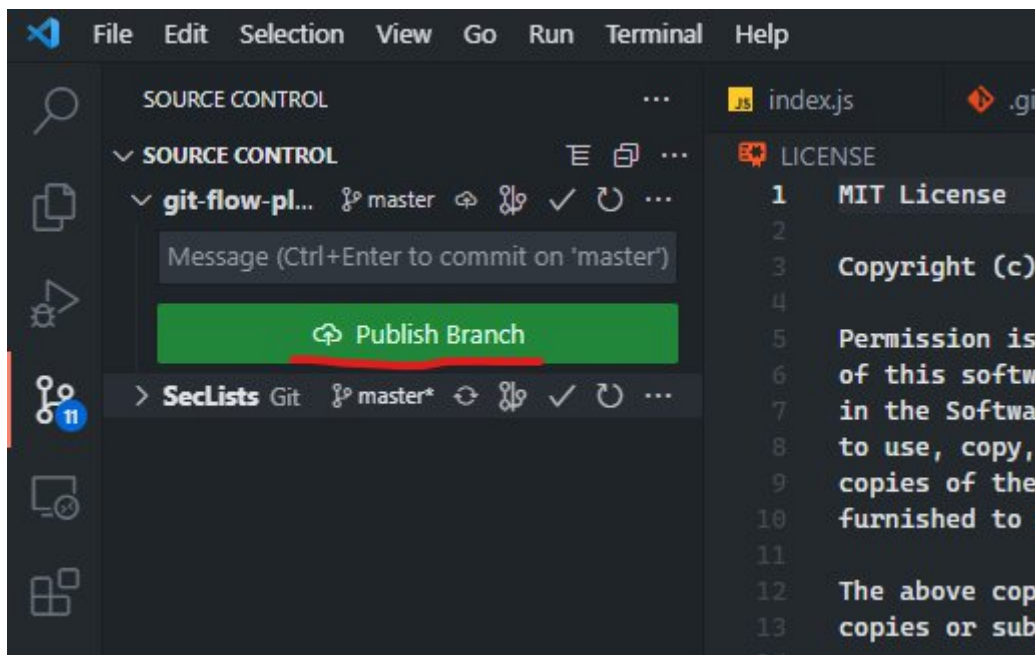 File Edit Selection View Go Run Terminal Help
SOURCE CONTROL
SOURCE CONTROL
git-flow-pl... master
Message (Ctrl+Enter to commit on 'master')
Publish Branch
SecLists Git master*
11
JS index.js .gi
LICENSE
1 MIT License
2
3 Copyright (c)
4
5 Permission is
6 of this softw
7 in the Softwa
8 to use, copy,
9 copies of the
10 furnished to
11
12 The above cop
13 copies or sub